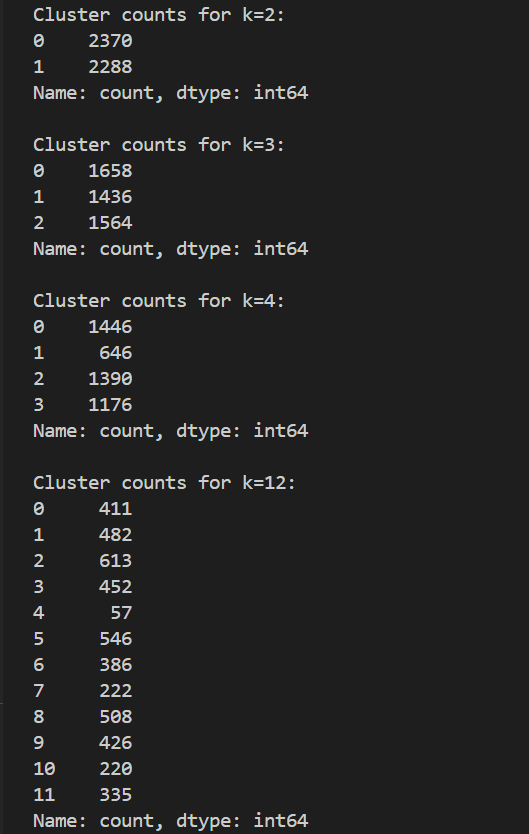 Cluster counts for k=2:
0    2370
1    2288
Name: count, dtype: int64

Cluster counts for k=3:
0    1658
1    1436
2    1564
Name: count, dtype: int64

Cluster counts for k=4:
0    1446
1     646
2    1390
3    1176
Name: count, dtype: int64

Cluster counts for k=12:
0     411
1     482
2     613
3     452
4      57
5     546
6     386
7     222
8     508
9     426
10    220
11    335
Name: count, dtype: int64